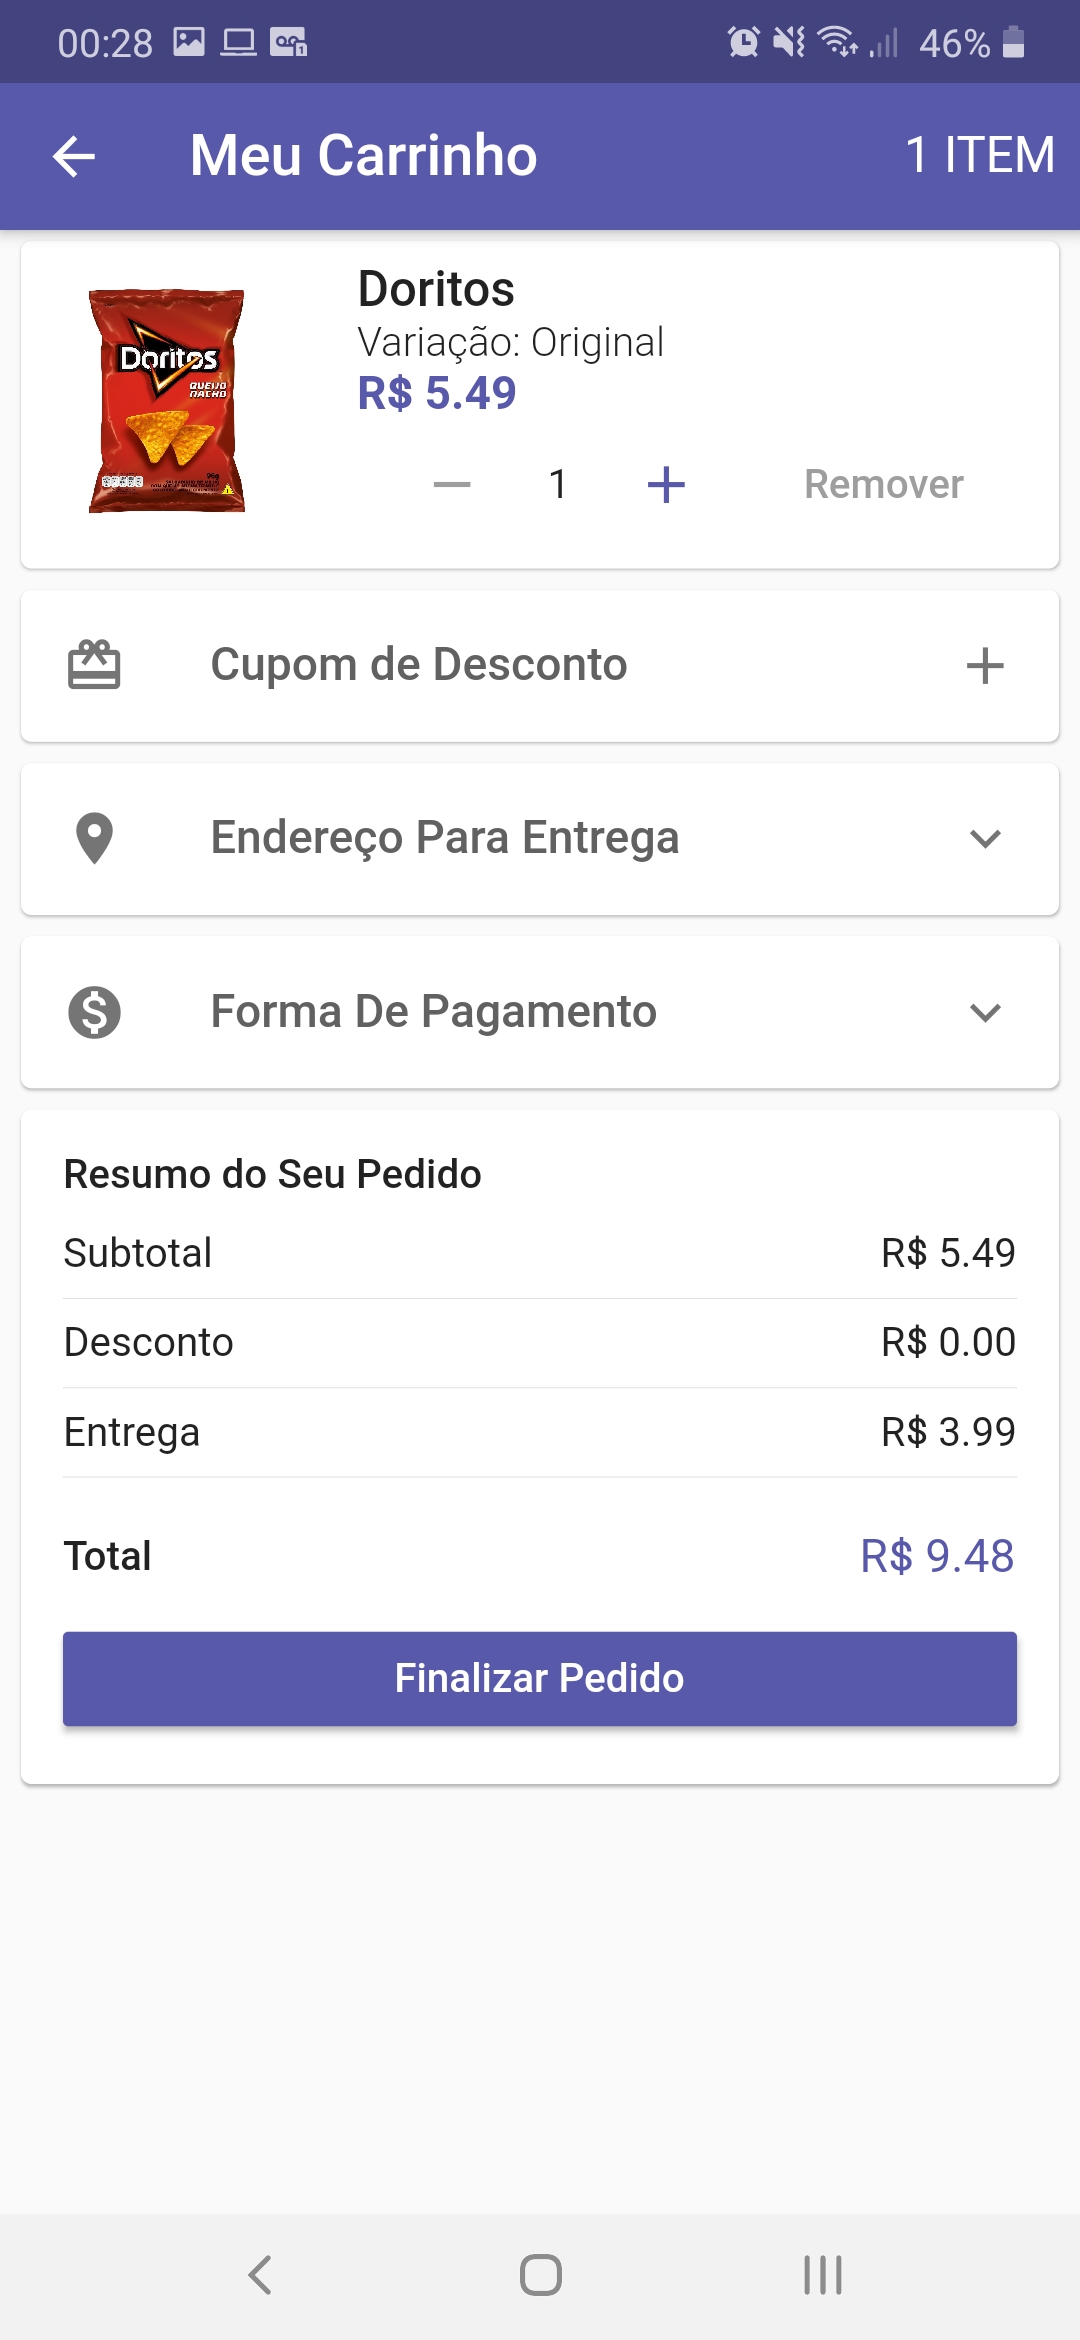 00:28
46%
Meu Carrinho
1 ITEM
Doritos
QUEIJO
NACHO
96g
Doritos
Variação: Original
R$ 5.49
1
Remover
Cupom de Desconto
Endereço Para Entrega
Forma De Pagamento
Resumo do Seu Pedido
Subtotal R$ 5.49
Desconto R$ 0.00
Entrega R$ 3.99
Total R$ 9.48
Finalizar Pedido